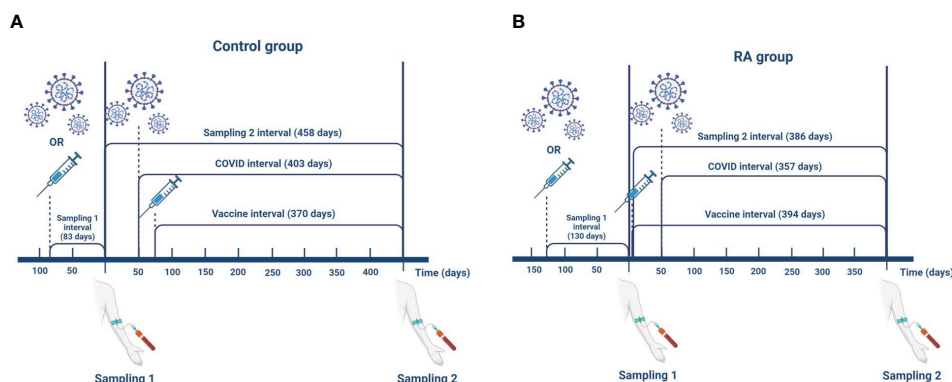 A
Control group
OR
Sampling 2 interval (458 days)
COVID interval (403 days)
Vaccine interval (370 days)
Sampling 1
interval
(83 days)
100 50 50 100 150 200 250 300 350 400 Time (days)
Sampling 1 Sampling 2
B
RA group
OR
Sampling 2 interval (386 days)
COVID interval (357 days)
Vaccine interval (394 days)
Sampling 1
interval
(130 days)
150 100 50 50 100 150 200 250 300 350 Time (days)
Sampling 1 Sampling 2